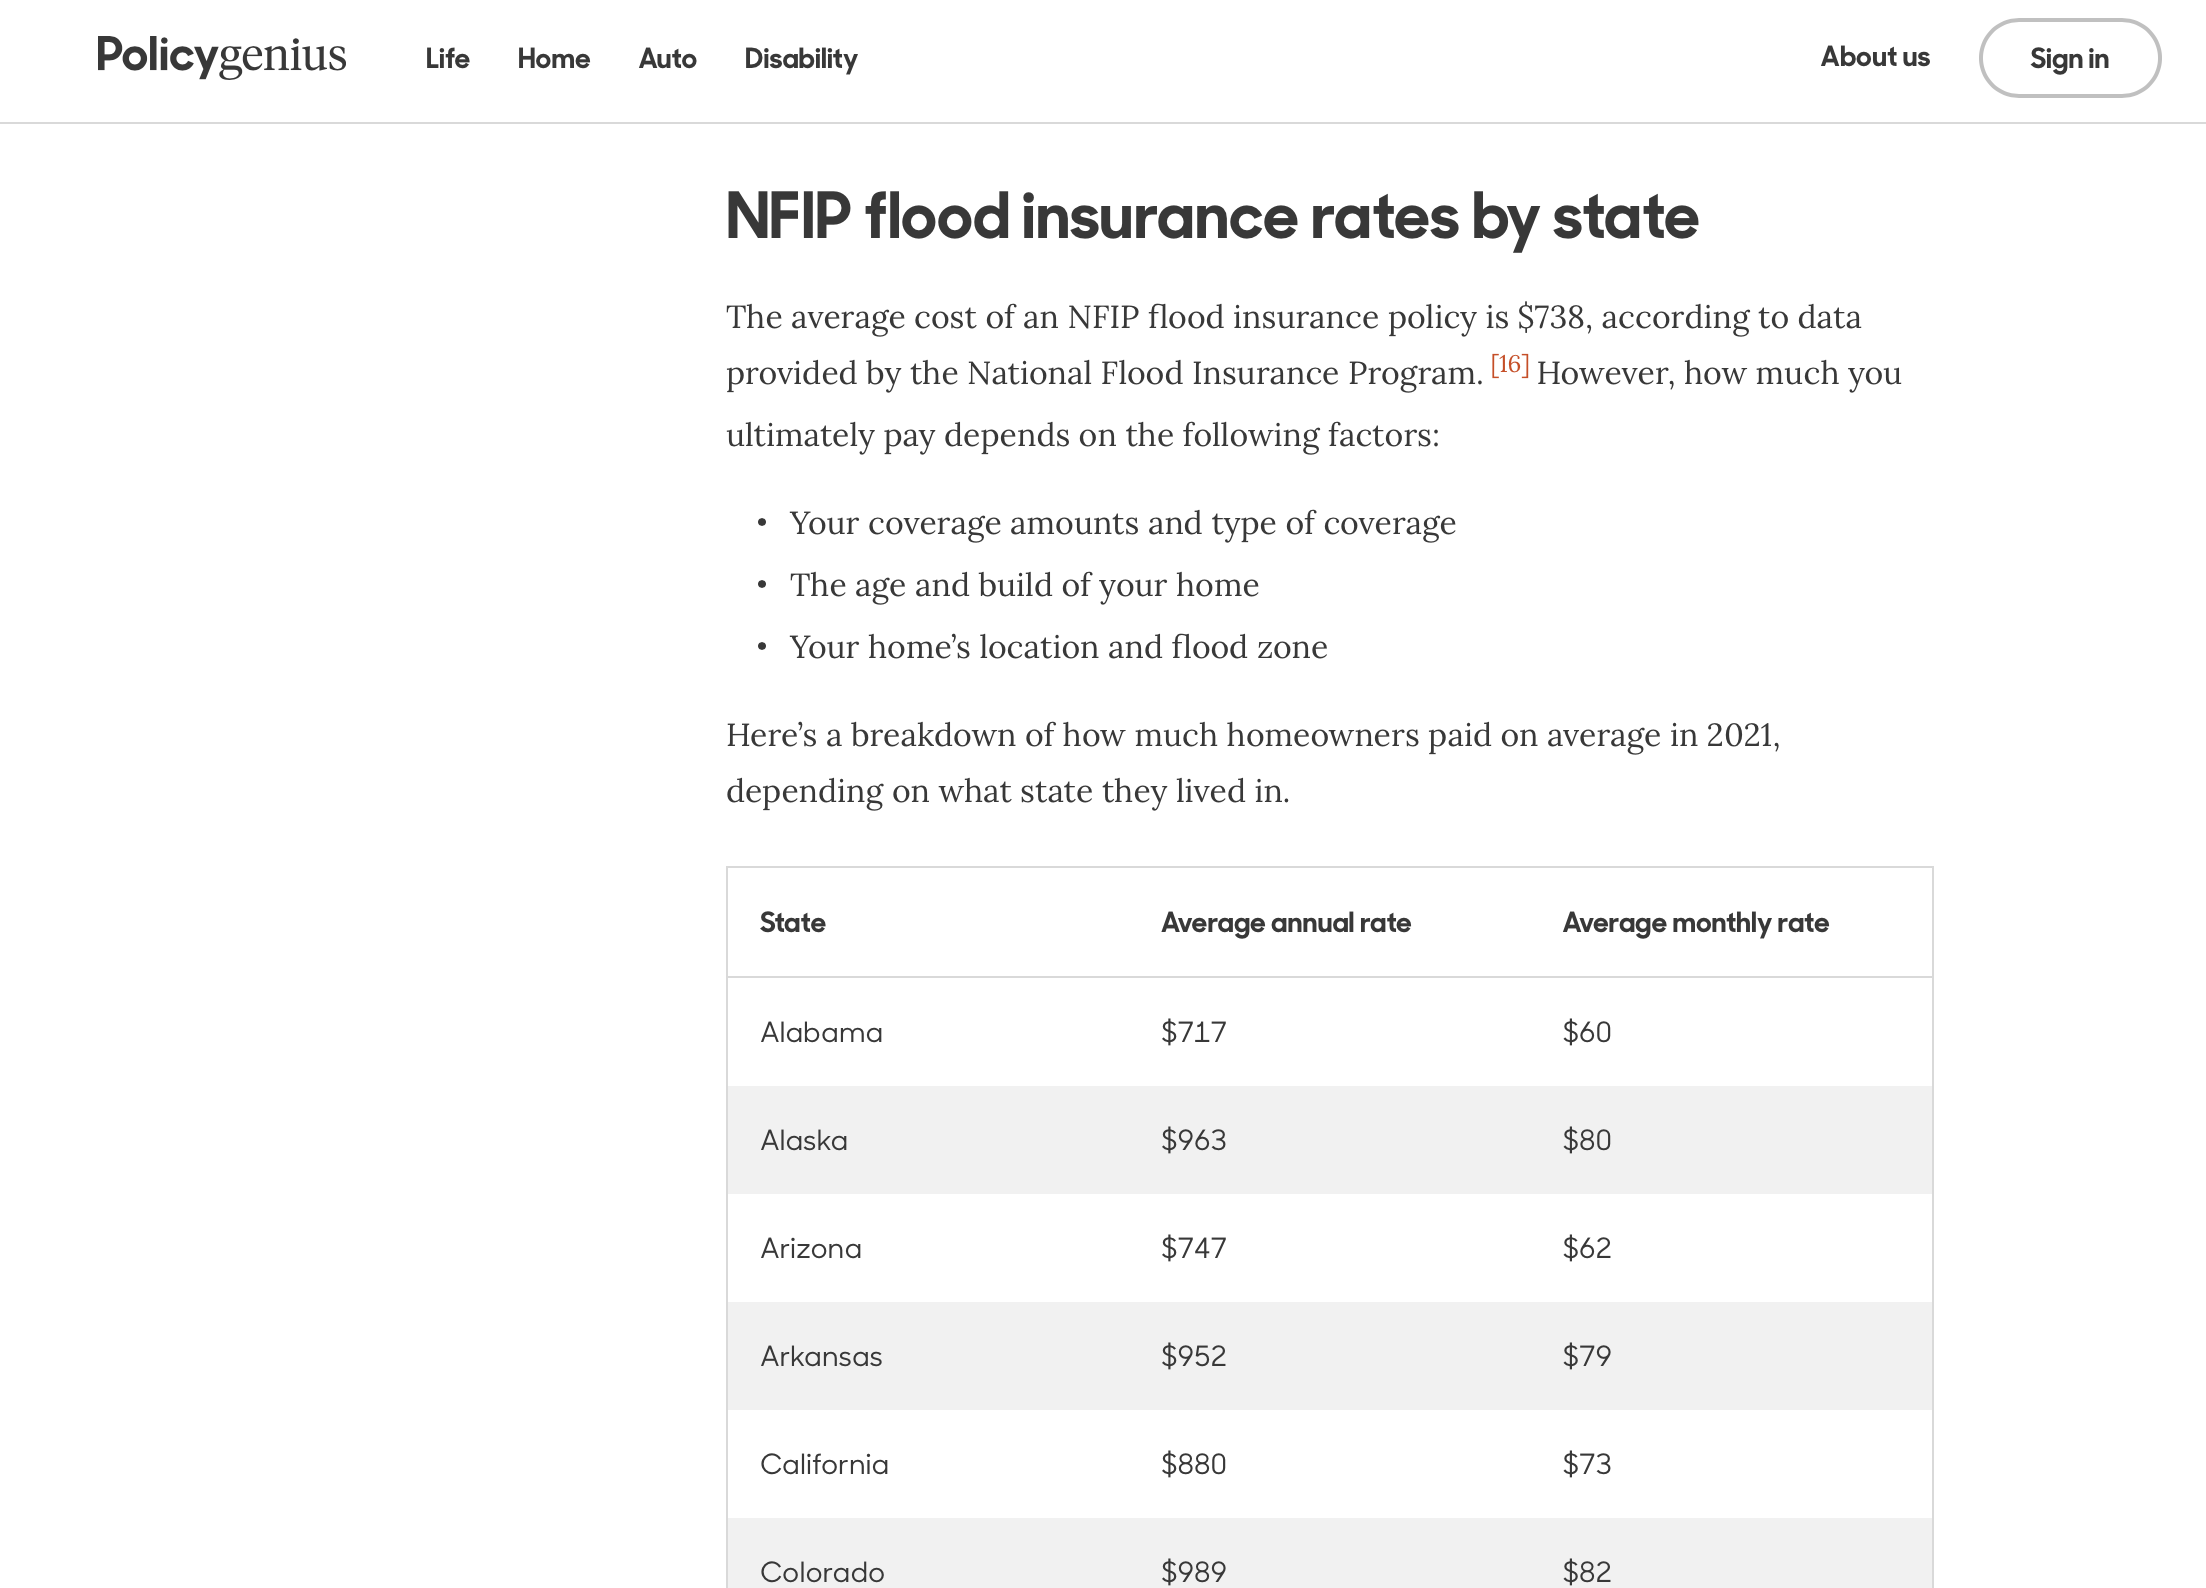 Policygenius Life Home Auto Disability About us Sign in
NFIP flood insurance rates by state
The average cost of an NFIP flood insurance policy is $738, according to data
provided by the National Flood Insurance Program. [16] However, how much you
ultimately pay depends on the following factors:
• Your coverage amounts and type of coverage
• The age and build of your home
• Your home’s location and flood zone
Here’s a breakdown of how much homeowners paid on average in 2021,
depending on what state they lived in.
State Average annual rate Average monthly rate
Alabama $717 $60
Alaska $963 $80
Arizona $747 $62
Arkansas $952 $79
California $880 $73
Colorado $989 $82